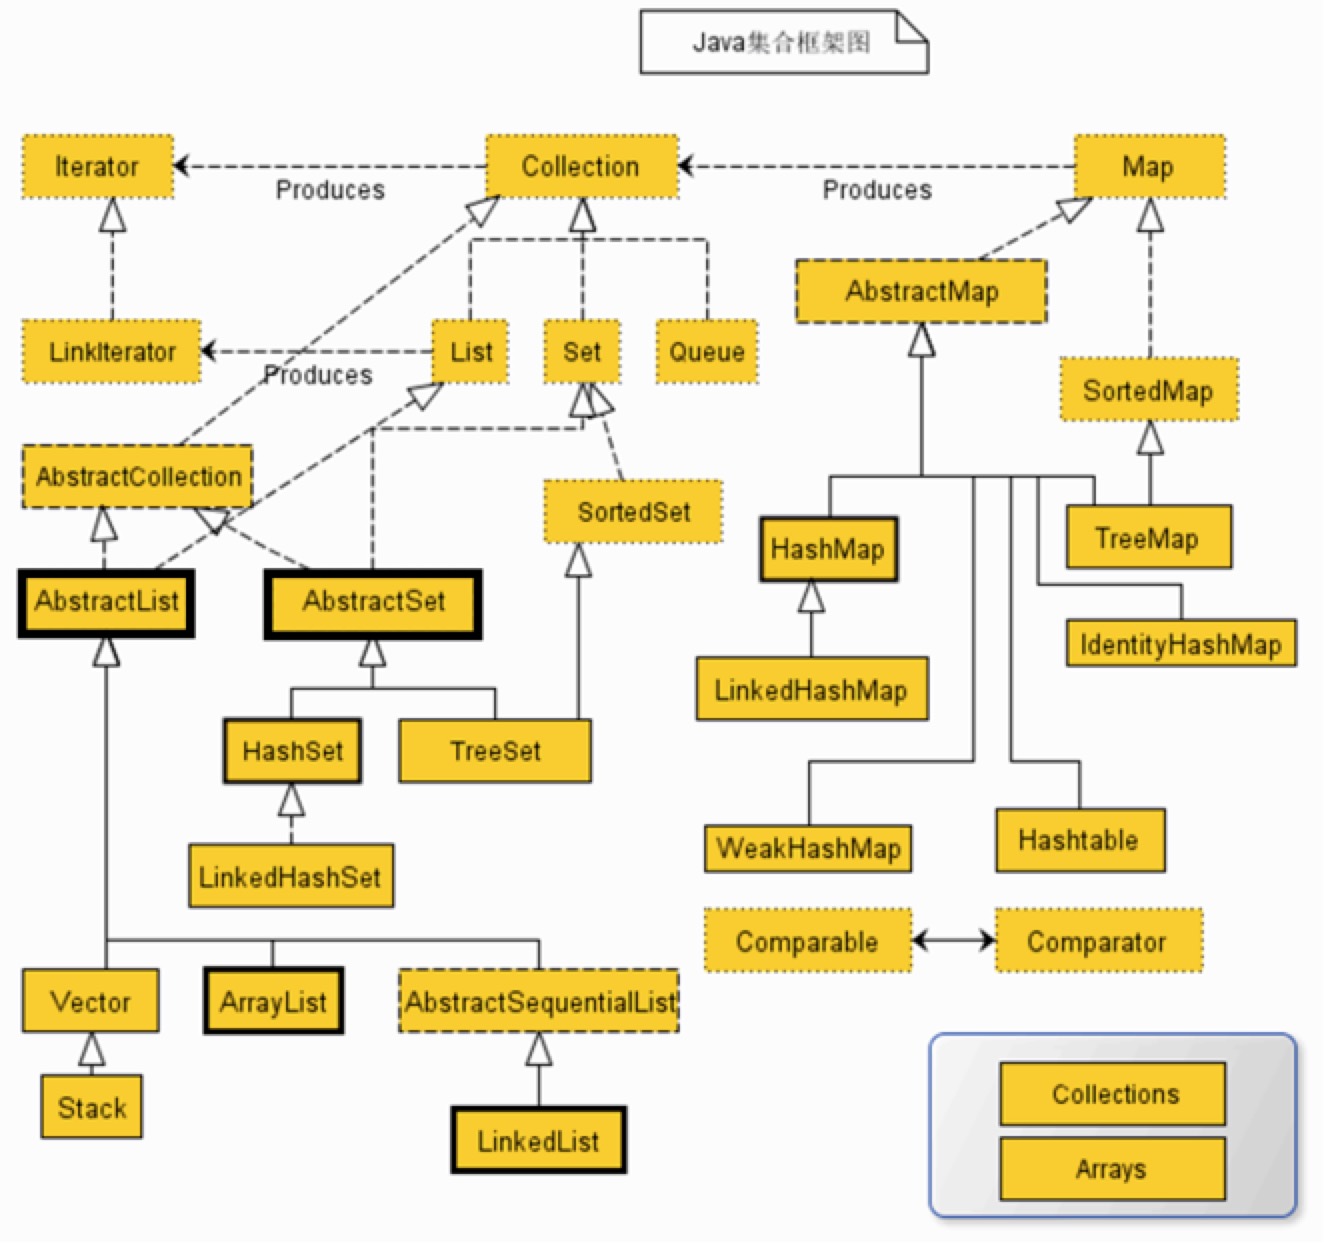 Java集合框架图
Iterator
Produces
Collection
Produces
Map
AbstractMap
LinkIterator
Produces
List
Set
Queue
SortedMap
AbstractCollection
SortedSet
HashMap
TreeMap
AbstractList
AbstractSet
IdentityHashMap
LinkedHashMap
HashSet
TreeSet
WeakHashMap
Hashtable
LinkedHashSet
Comparable
Comparator
Vector
ArrayList
AbstractSequentialList
Stack
LinkedList
Collections
Arrays